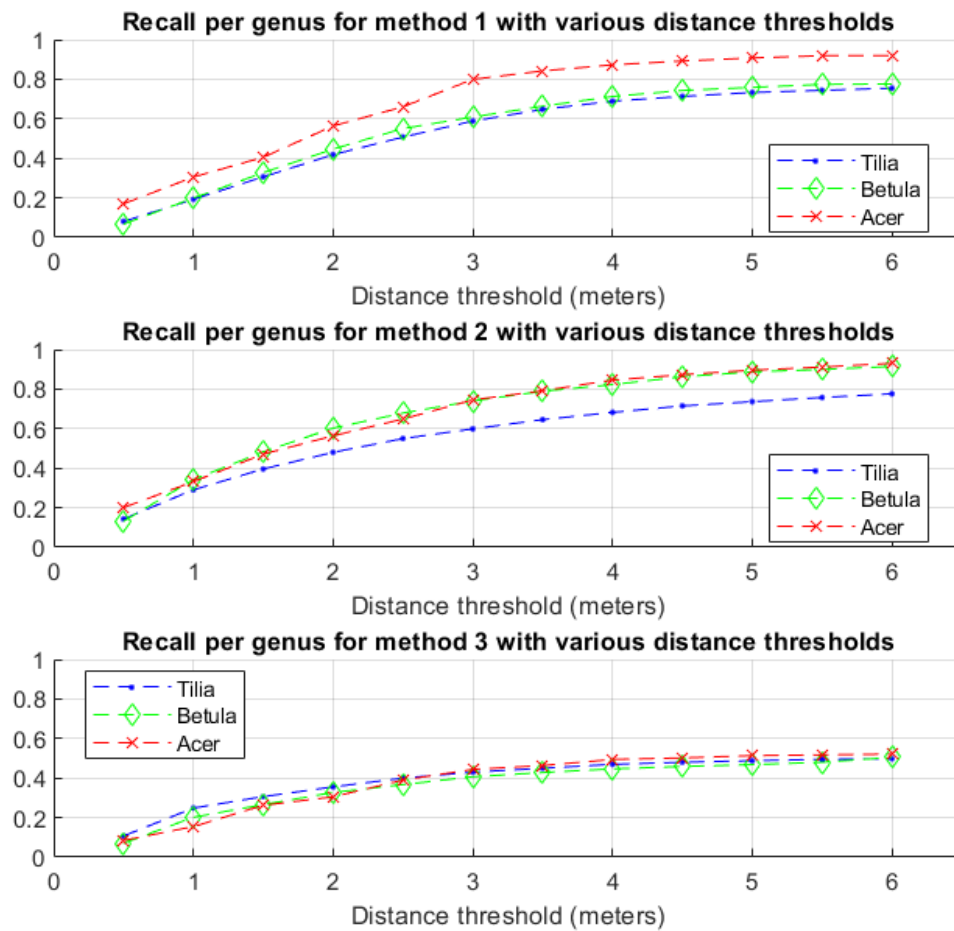 Recall per genus for method 1 with various distance thresholds
1
0.8
0.6
0.4
0.2
0
Tilia
Betula
Acer
0 1 2 3 4 5 6
Distance threshold (meters)
Recall per genus for method 2 with various distance thresholds
1
0.8
0.6
0.4
0.2
0
Tilia
Betula
Acer
0 1 2 3 4 5 6
Distance threshold (meters)
Recall per genus for method 3 with various distance thresholds
1
0.8
0.6
0.4
0.2
0
Tilia
Betula
Acer
0 1 2 3 4 5 6
Distance threshold (meters)